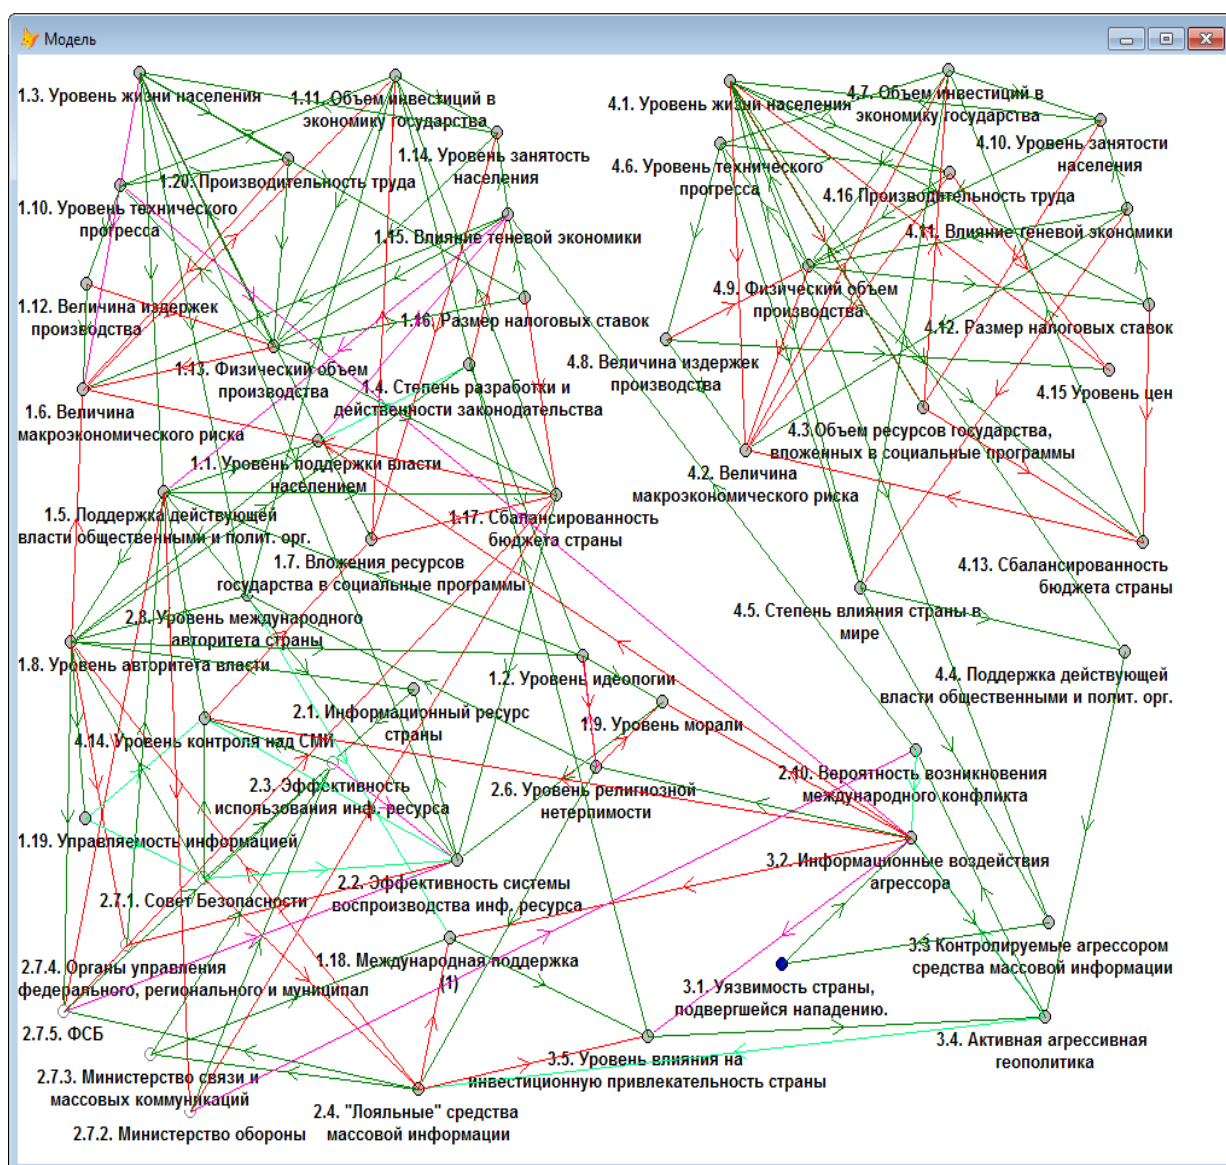 Модель
1.3. Уровень жизни населения
1.11. Объем инвестиций в
экономику государства
4.1. Уровень жизни населения
4.7. Объем инвестиций в
экономику государства
1.14. Уровень занятость
населения
4.10. Уровень занятости
населения
4.6. Уровень технического
прогресса
1.20. Производительность труда
4.16 Производительность труда
1.10. Уровень технического
прогресса
1.15. Влияние теневой экономики
4.11. Влияние теневой экономики
4.9. Физический объем
производства
1.12. Величина издержек
производства
1.16. Размер налоговых ставок
4.12. Размер налоговых ставок
4.8. Величина издержек
производства
1.13. Физический объем
производства
1.4. Степень разработки и
действенности законодательства
4.15 Уровень цен
1.6. Величина
макроэкономического риска
4.3.Объем ресурсов государства,
вложенных в социальные программы
1.1. Уровень поддержки власти
населением
4.2. Величина
макроэкономического риска
1.5. Поддержка действующей
власти общественными и полит. орг.
1.17. Сбалансированность
бюджета страны
1.7. Вложения ресурсов
государства в социальные программы
4.13. Сбалансированность
бюджета страны
2.8. Уровень международного
авторитета страны
4.5. Степень влияния страны в
мире
1.8. Уровень авторитета власти
1.2. Уровень идеологии
4.4. Поддержка действующей
власти общественными и полит. орг.
2.1. Информационный ресурс
страны
1.9. Уровень морали
4.14. Уровень контроля над СМИ
2.3. Эффективность
использования инф. ресурса
2.6. Уровень религиозной
нетерпимости
2.10. Вероятность возникновения
международного конфликта
1.19. Управляемость информацией
3.2. Информационные воздействия
агрессора
2.2. Эффективность системы
воспроизводства инф. ресурса
2.7.1. Совет Безопасности
3.3 Контролируемые агрессором
средства массовой информации
2.7.4. Органы управления
федерального, регионального и муниципал
1.18. Международная поддержка
(1)
3.1. Уязвимость страны,
подвергшейся нападению.
2.7.5. ФСБ
3.4. Активная агрессивная
геополитика
3.5. Уровень влияния на
инвестиционную привлекательность страны
2.7.3. Министерство связи и
массовых коммуникаций
2.4. "Лояльные" средства
массовой информации
2.7.2. Министерство обороны